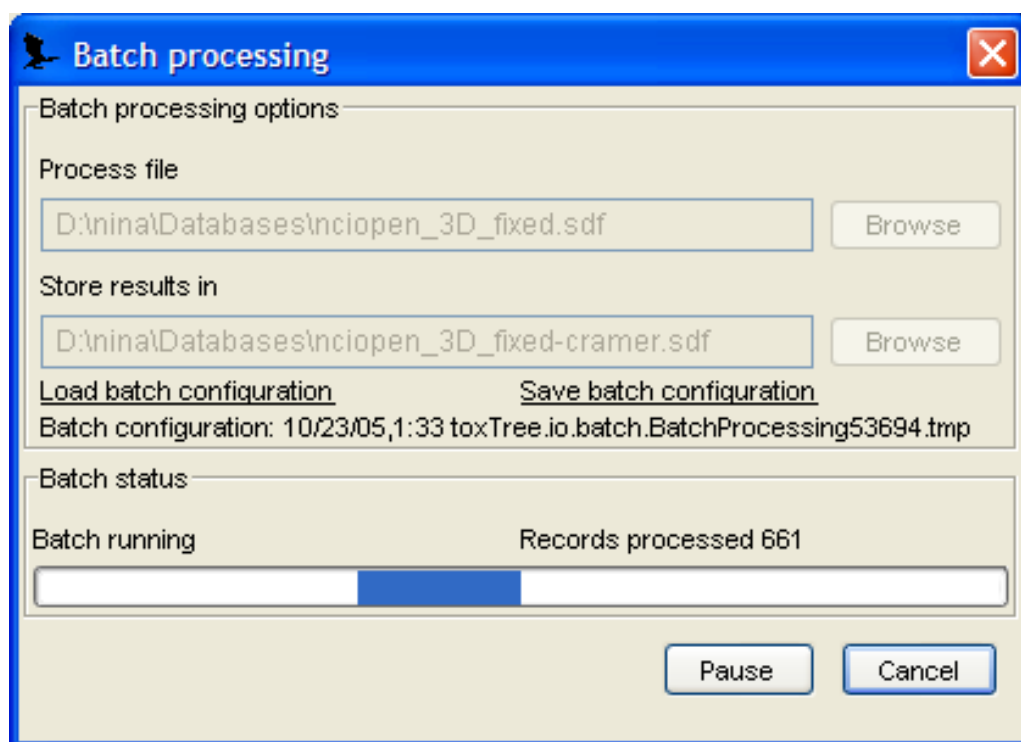 Batch processing
Batch processing options
Process file
D:\nina\Databases\nciopen_3D_fixed.sdf Browse
Store results in
D:\nina\Databases\nciopen_3D_fixed-cramer.sdf Browse
Load batch configuration Save batch configuration
Batch configuration: 10/23/05,1:33 toxTree.io.batch.BatchProcessing53694.tmp
Batch status
Batch running Records processed 661
Pause Cancel